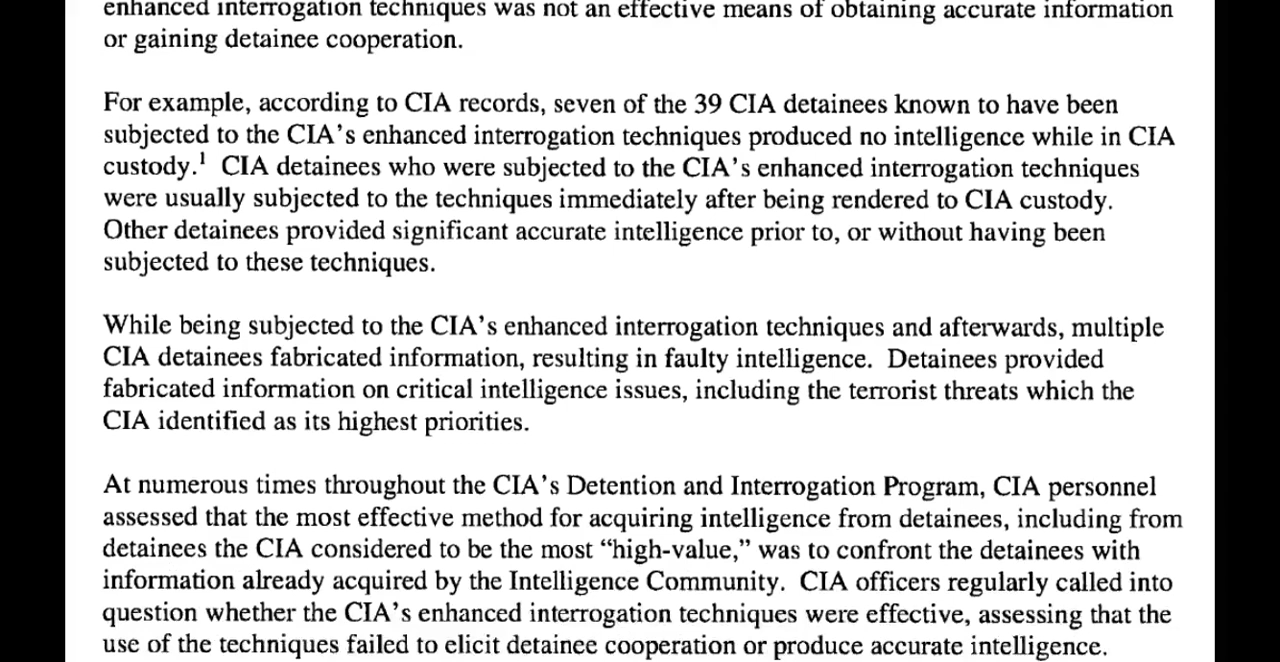 enhanced interrogation techniques was not an effective means of obtaining accurate information
or gaining detainee cooperation.
For example, according to CIA records, seven of the 39 CIA detainees known to have been
subjected to the CIA's enhanced interrogation techniques produced no intelligence while in CIA
custody.¹ CIA detainees who were subjected to the CIA's enhanced interrogation techniques
were usually subjected to the techniques immediately after being rendered to CIA custody.
Other detainees provided significant accurate intelligence prior to, or without having been
subjected to these techniques.
While being subjected to the CIA's enhanced interrogation techniques and afterwards, multiple
CIA detainees fabricated information, resulting in faulty intelligence. Detainees provided
fabricated information on critical intelligence issues, including the terrorist threats which the
CIA identified as its highest priorities.
At numerous times throughout the CIA's Detention and Interrogation Program, CIA personnel
assessed that the most effective method for acquiring intelligence from detainees, including from
detainees the CIA considered to be the most “high-value,” was to confront the detainees with
information already acquired by the Intelligence Community. CIA officers regularly called into
question whether the CIA's enhanced interrogation techniques were effective, assessing that the
use of the techniques failed to elicit detainee cooperation or produce accurate intelligence.